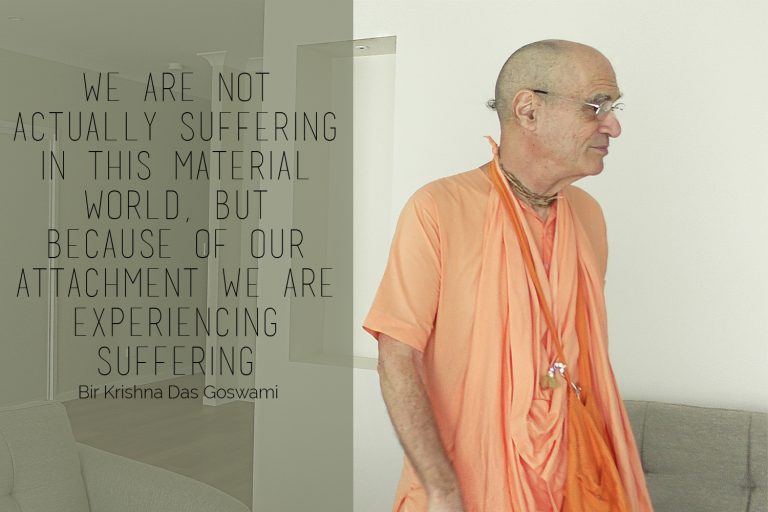 WE ARE NOT
ACTUALLY SUFFERING
IN THIS MATERIAL
WORLD, BUT
BECAUSE OF OUR
ATTACHMENT WE ARE
EXPERIENCING
SUFFERING
Bir Krishna Das Goswami